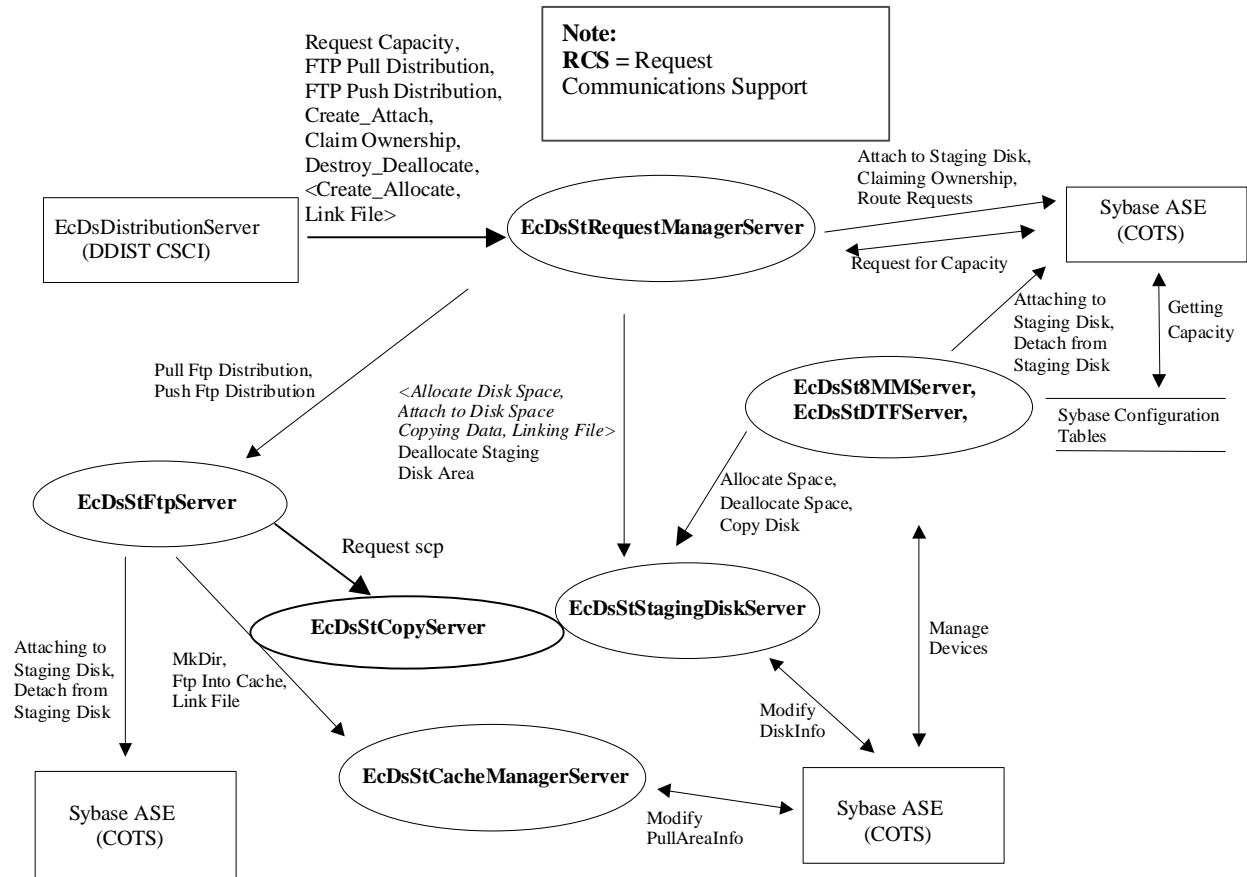 Request Capacity,
FTP Pull Distribution,
FTP Push Distribution,
Create_Attach,
Claim Ownership,
Destroy_Deallocate,
<Create_Allocate,
Link File>
Note:
RCS = Request
Communications Support
EcDsDistributionServer
(DDIST CSCI)
EcDsStRequestManagerServer
Attach to Staging Disk,
Claiming Ownership,
Route Requests
Sybase ASE
(COTS)
Request for Capacity
Attaching to
Staging Disk,
Detach from
Staging Disk
Getting
Capacity
Pull Ftp Distribution,
Push Ftp Distribution
<Allocate Disk Space,
Attach to Disk Space
Copying Data, Linking File>
Deallocate Staging
Disk Area
EcDsSt8MMServer,
EcDsStDTFServer,
Sybase Configuration
Tables
EcDsStFtpServer
Allocate Space,
Deallocate Space,
Copy Disk
Request scp
EcDsStStagingDiskServer
EcDsStCopyServer
Manage
Devices
Attaching to
Staging Disk,
Detach from
Staging Disk
MkDir,
Ftp Into Cache,
Link File
Modify
DiskInfo
EcDsStCacheManagerServer
Modify
PullAreaInfo
Sybase ASE
(COTS)
Sybase ASE
(COTS)